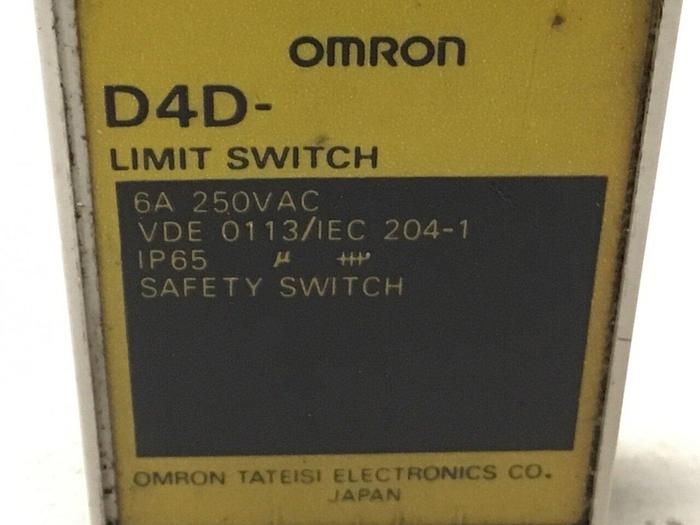 OMRON
D4D-
LIMIT SWITCH
6A 250VAC
VDE 0113/IEC 204-1
IP65 µ
SAFETY SWITCH
OMRON TATEISI ELECTRONICS CO.
JAPAN